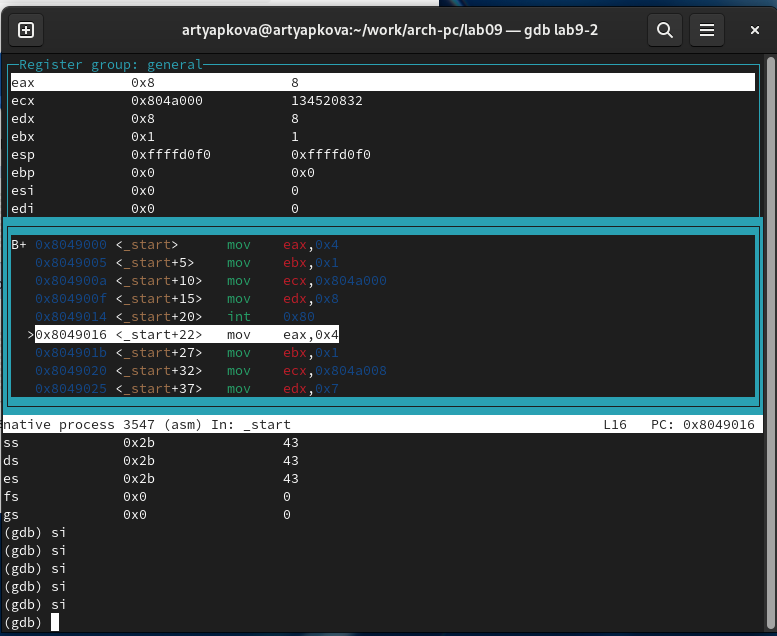 artyapkova@artyapkova:~/work/arch-pc/lab09 — gdb lab9-2
Register group: general
eax 0x8 8
ecx 0x804a000 134520832
edx 0x8 8
ebx 0x1 1
esp 0xffffd0f0 0xffffd0f0
ebp 0x0 0x0
esi 0x0 0
edi 0x0 0
B+ 0x8049000 <_start> mov eax,0x4
0x8049005 <_start+5> mov ebx,0x1
0x804900a <_start+10> mov ecx,0x804a000
0x804900f <_start+15> mov edx,0x8
0x8049014 <_start+20> int 0x80
>0x8049016 <_start+22> mov eax,0x4
0x804901b <_start+27> mov ebx,0x1
0x8049020 <_start+32> mov ecx,0x804a008
0x8049025 <_start+37> mov edx,0x7
native process 3547 (asm) In: _start L16 PC: 0x8049016
ss 0x2b 43
ds 0x2b 43
es 0x2b 43
fs 0x0 0
gs 0x0 0
(gdb) si
(gdb) si
(gdb) si
(gdb) si
(gdb) si
(gdb)